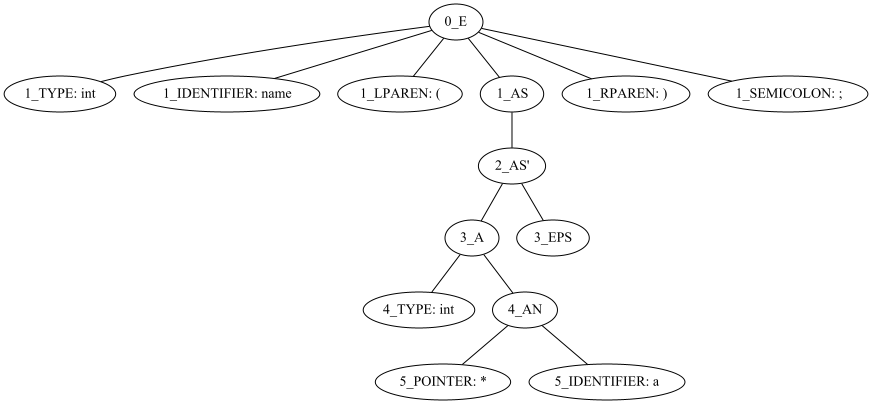 0_E
1_TYPE: int
1_IDENTIFIER: name
1_LPAREN: (
1_AS
1_RPAREN: )
1_SEMICOLON: ;
2_AS'
3_A
3_EPS
4_TYPE: int
4_AN
5_POINTER: *
5_IDENTIFIER: a